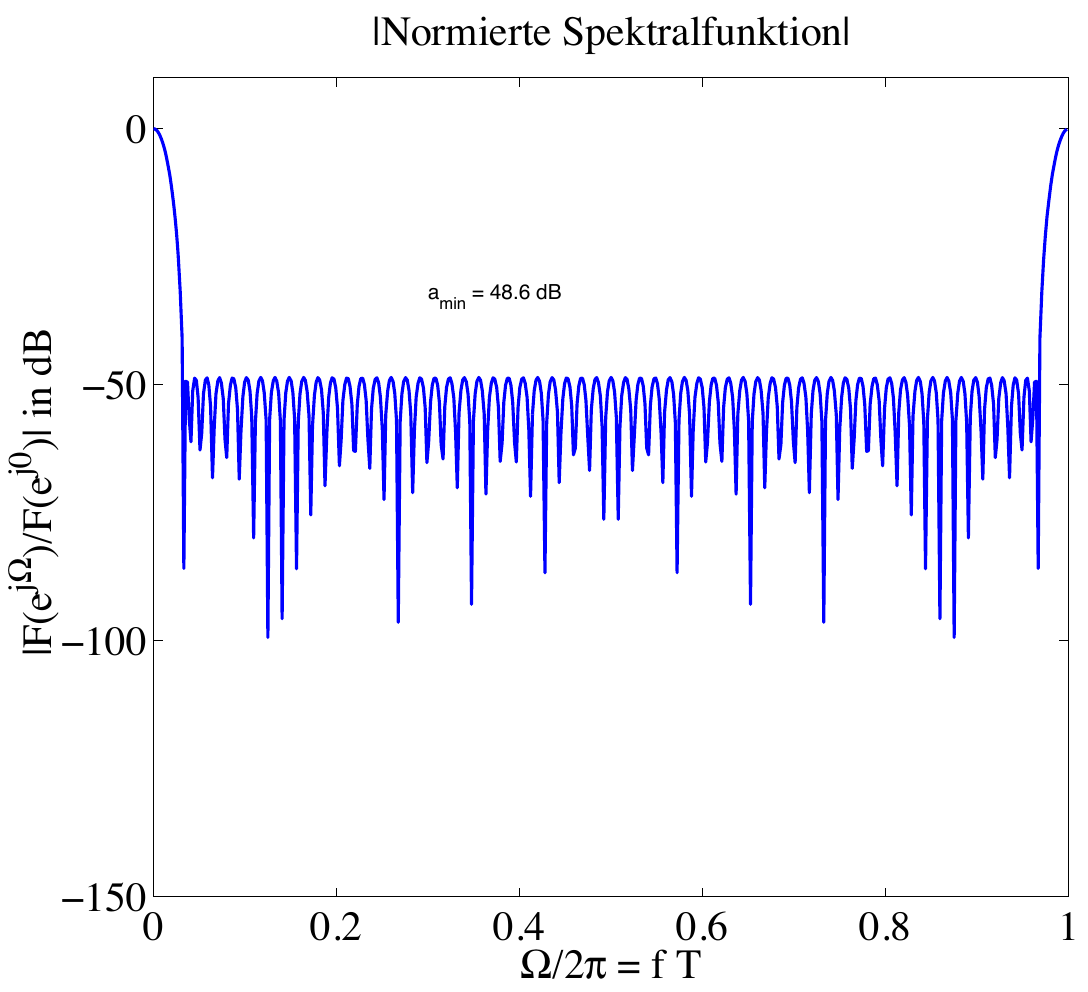 |Normierte Spektralfunktion|
|F(e^jΩ)/F(e^j0)| in dB
0
−50
−100
−150
a_min = 48.6 dB
0 0.2 0.4 0.6 0.8 1
Ω/2π = f T